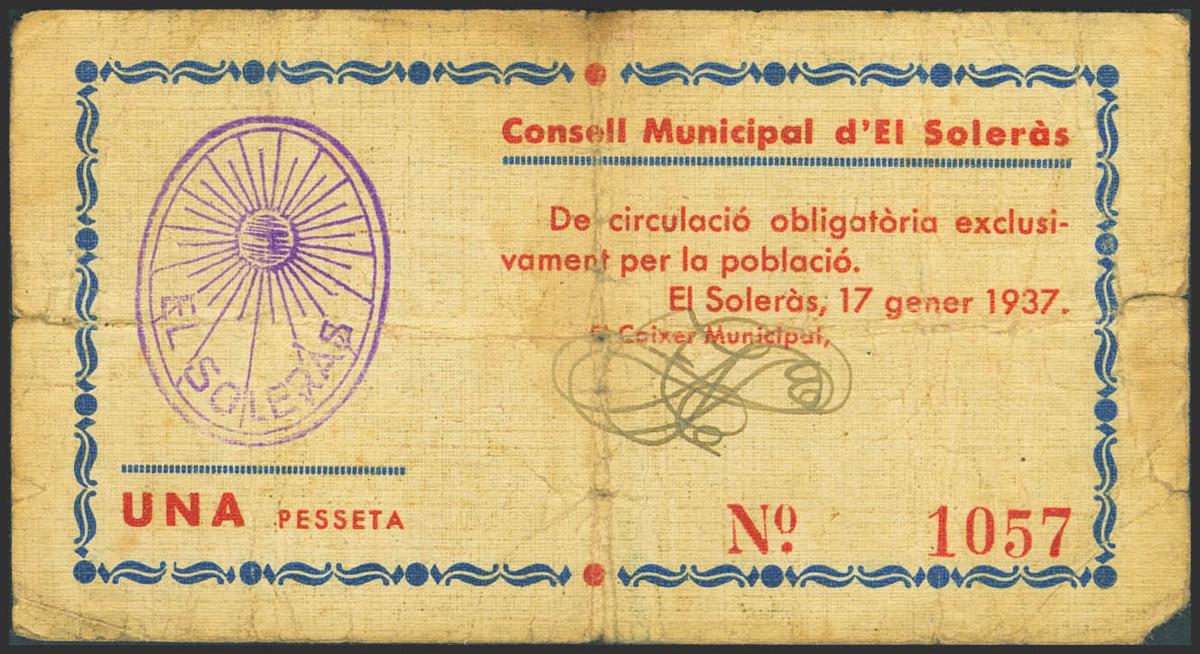 Consell Municipal d'El Soleràs
De circulació obligatòria exclusi-
vament per la població.
El Soleràs, 17 gener 1937.
El Caixer Municipal,
EL SOLERÀS
UNA PESSETA
Nº. 1057